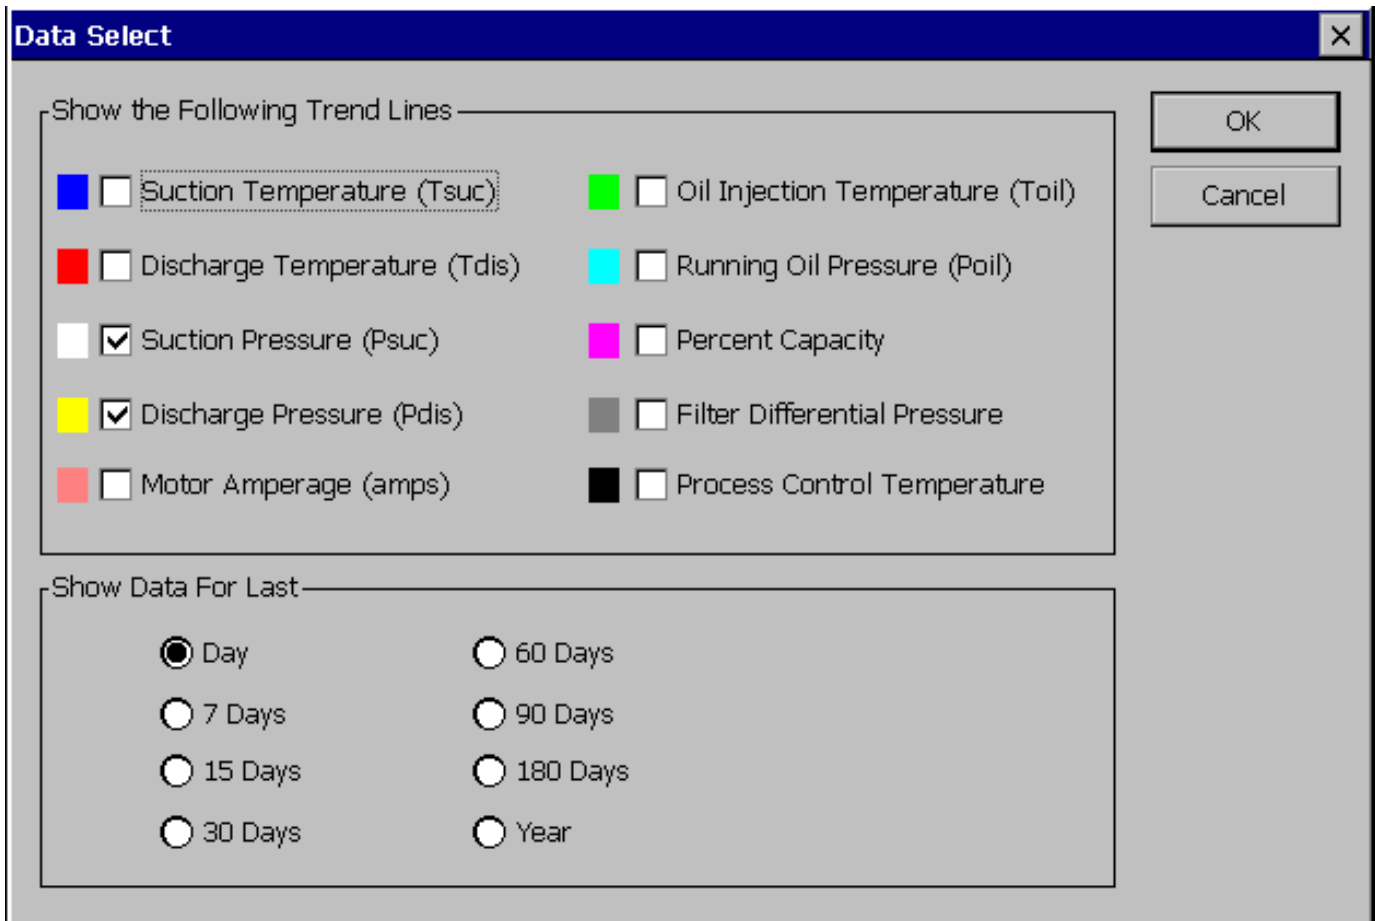 Data Select
Show the Following Trend Lines
OK
Cancel
Suction Temperature (Tsuc)
Oil Injection Temperature (Toil)
Discharge Temperature (Tdis)
Running Oil Pressure (Poil)
Suction Pressure (Psuc)
Percent Capacity
Discharge Pressure (Pdis)
Filter Differential Pressure
Motor Amperage (amps)
Process Control Temperature
Show Data For Last
Day
60 Days
7 Days
90 Days
15 Days
180 Days
30 Days
Year